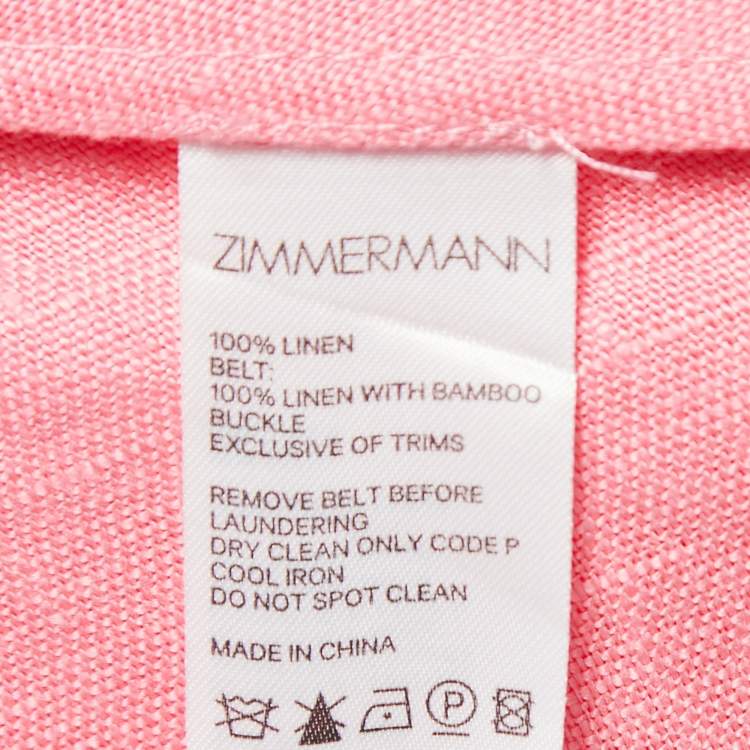 ZIMMERMANN
100% LINEN
BELT:
100% LINEN WITH BAMBOO
BUCKLE
EXCLUSIVE OF TRIMS
REMOVE BELT BEFORE
LAUNDERING
DRY CLEAN ONLY CODE P
COOL IRON
DO NOT SPOT CLEAN
MADE IN CHINA
P